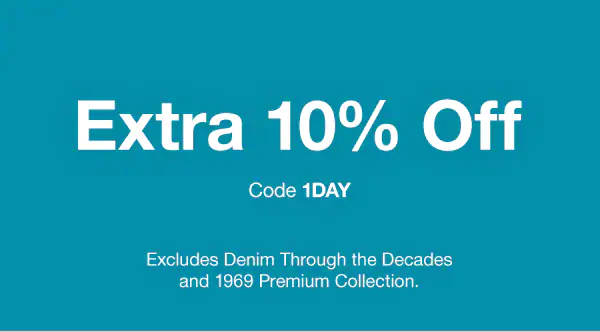 Extra 10% Off
Code 1DAY
Excludes Denim Through the Decades
and 1969 Premium Collection.